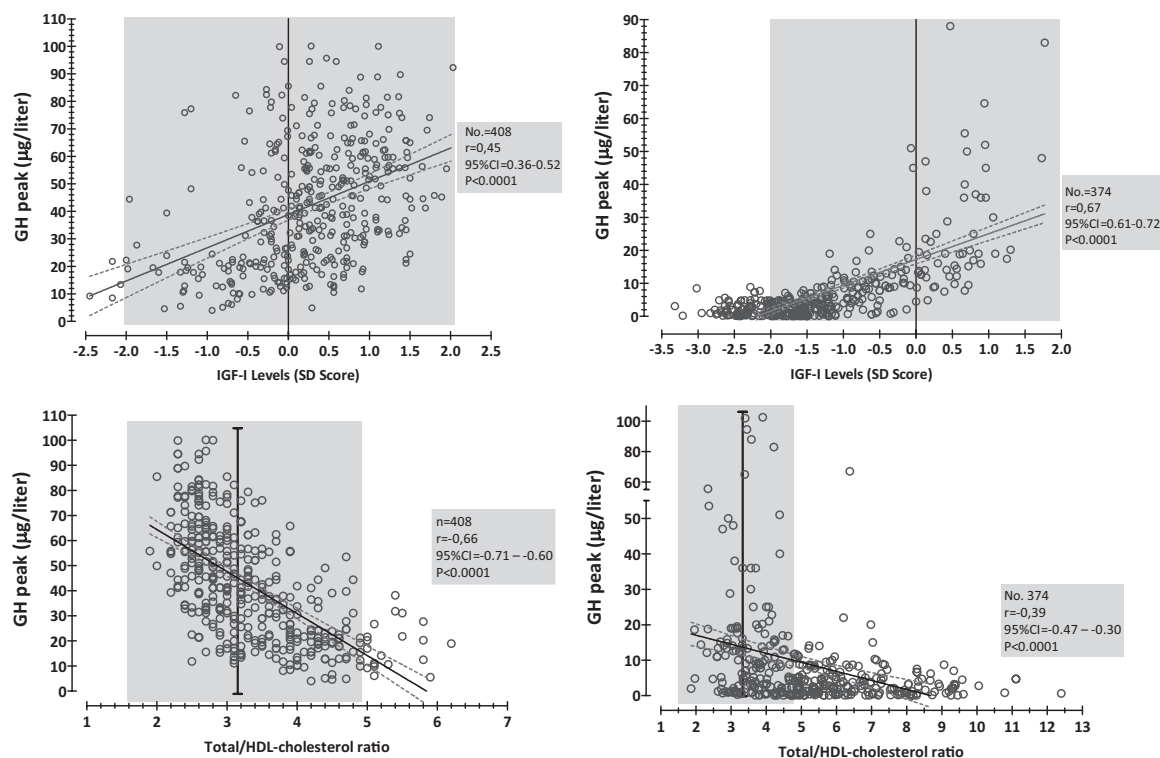 110
100
90
80
70
60
50
40
30
20
10
0
GH peak (µg/liter)
No.=408
r=0,45
95%CI=0.36-0.52
P<0.0001
-2.5 -2.0 -1.5 -1.0 -0.5 0.0 0.5 1.0 1.5 2.0 2.5
IGF-I Levels (SD Score)
90
80
70
60
50
40
30
20
10
0
GH peak (µg/liter)
No.=374
r=0,67
95%CI=0.61-0.72
P<0.0001
-3.5 -3.0 -2.5 -2.0 -1.5 -1.0 -0.5 0.0 0.5 1.0 1.5 2.0
IGF-I Levels (SD Score)
110
100
90
80
70
60
50
40
30
20
10
0
GH peak (µg/liter)
n=408
r=-0,66
95%CI=-0.71 – -0.60
P<0.0001
1 2 3 4 5 6 7
Total/HDL-cholesterol ratio
100
80
60
50
40
30
20
10
0
GH peak (µg/liter)
No. 374
r=-0,39
95%CI=-0.47 – -0.30
P<0.0001
1 2 3 4 5 6 7 8 9 10 11 12 13
Total/HDL-cholesterol ratio